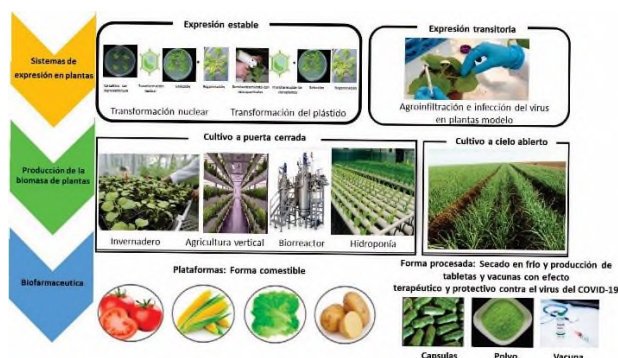 Sistemas de
expresión en plantas
Expresión estable
Transformación nuclear
Transformación del plástido
Expresión transitoria
Agroinfiltración e infección del virus
en plantas modelo
Producción de la
biomasa de plantas
Cultivo a puerta cerrada
Invernadero
Agricultura vertical
Biorreactor
Hidroponía
Cultivo a cielo abierto
Biofarmaceutica
Plataformas: Forma comestible
Forma procesada: Secado en frío y producción de
tabletas y vacunas con efecto
terapéutico y protectivo contra el virus del COVID-19
Capsulas
Polvo
Vacuna